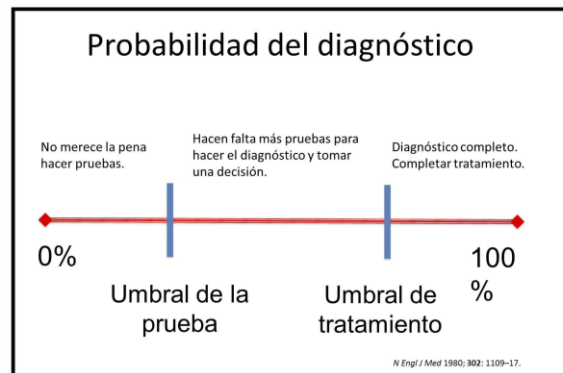 Probabilidad del diagnóstico
No merece la pena
hacer pruebas.
Hacen falta más pruebas para
hacer el diagnóstico y tomar
una decisión.
Diagnóstico completo.
Completar tratamiento.
0%
100
%
Umbral de la
prueba
Umbral de
tratamiento
N Engl J Med 1980; 302: 1109–17.